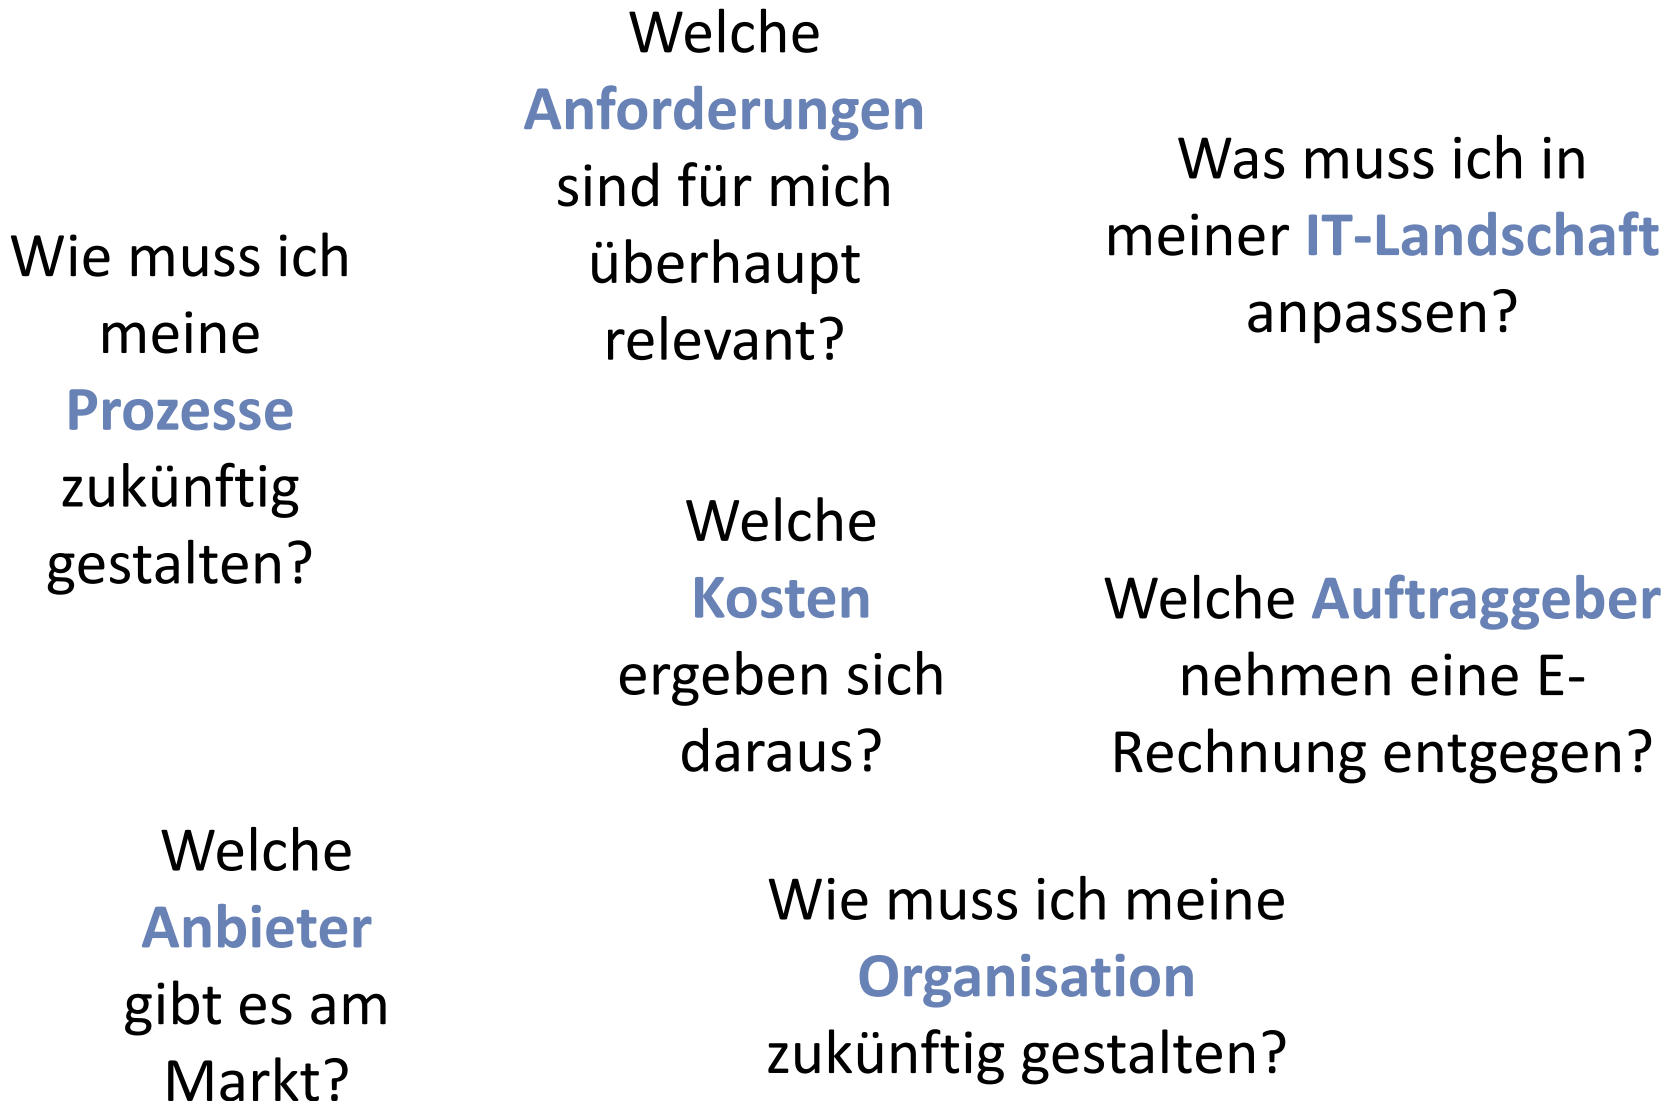 Welche
Anforderungen
sind für mich
überhaupt
relevant?
Was muss ich in
meiner IT-Landschaft
anpassen?
Wie muss ich
meine
Prozesse
zukünftig
gestalten?
Welche
Kosten
ergeben sich
daraus?
Welche Auftraggeber
nehmen eine E-
Rechnung entgegen?
Welche
Anbieter
gibt es am
Markt?
Wie muss ich meine
Organisation
zukünftig gestalten?